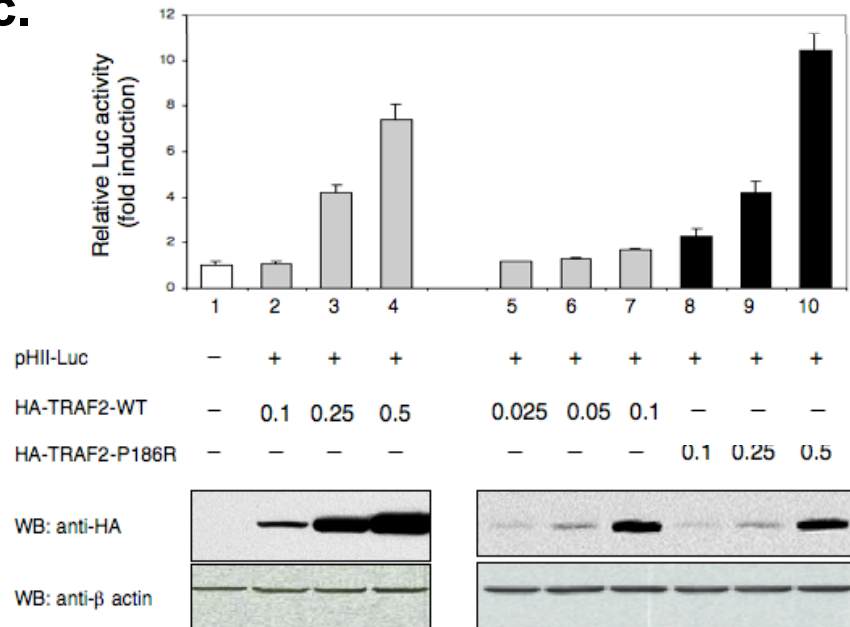 c.
Relative Luc activity
(fold induction)
12
10
8
6
4
2
0
1 2 3 4 5 6 7 8 9 10
pHII-Luc – + + + + + + + + +
HA-TRAF2-WT – 0.1 0.25 0.5 0.025 0.05 0.1 – – –
HA-TRAF2-P186R – – – – – – – 0.1 0.25 0.5
WB: anti-HA
WB: anti-β actin